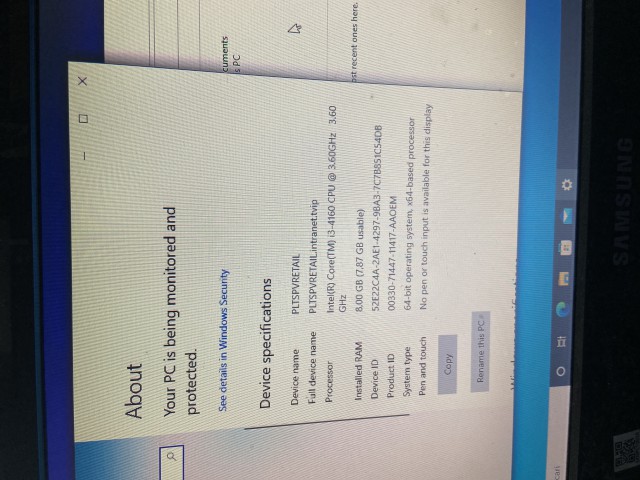 cuments
s PC
ost recent ones here.
About
Your PC is being monitored and
protected.
See details in Windows Security
Device specifications
Device name PLTSPVRETAIL
Full device name PLTSPVRETAIL.intranet.tvip
Processor Intel(R) Core(TM) i3-4160 CPU @ 3.60GHz 3.60
GHz
Installed RAM 8.00 GB (7.87 GB usable)
Device ID 52E22C4A-2AE1-4297-9BA3-7C7B851C54DB
Product ID 00330-71447-11417-AAOEM
System type 64-bit operating system, x64-based processor
Pen and touch No pen or touch input is available for this display
Copy
Rename this PC
SAMSUNG